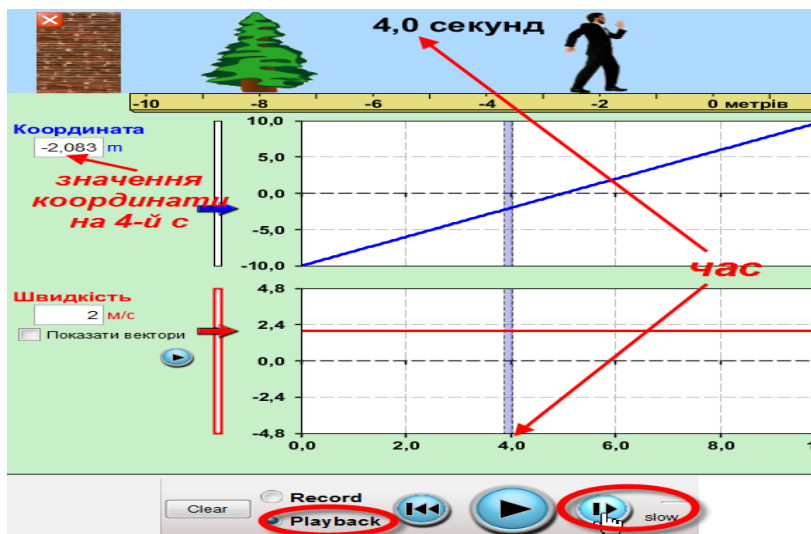 4,0 секунд
-10 -8 -6 -4 -2 0 метрів
Координата
-2,083 m
значення
координати
на 4-й с
10,0
5,0
0,0
-5,0
-10,0
час
Швидкість
2 м/с
Показати вектори
4,8
2,4
0,0
-2,4
-4,8
0,0 2,0 4,0 6,0 8,0
Clear
Record
Playback
slow